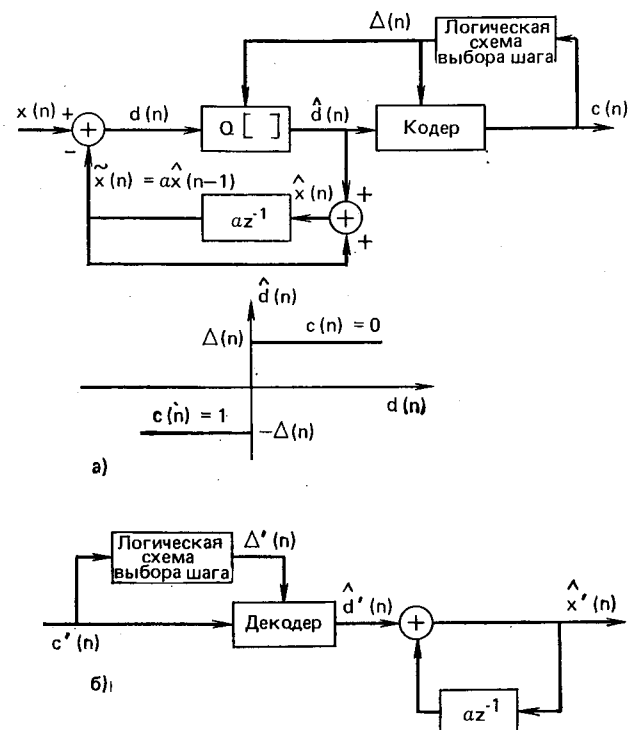 Δ(n)
Логическая
схема
выбора шага
x(n) +
d(n)
Q [ ]
d̂(n)
Кодер
c(n)
+
−
x̃(n) = αx̂(n−1)
x̂(n)
+
αz⁻¹
+
+
d̂(n)
Δ(n)
c(n) = 0
d(n)
c(n) = 1
−Δ(n)
а)
Логическая
схема
выбора шага
Δ'(n)
c'(n)
Декодер
d̂'(n)
+
x̂'(n)
αz⁻¹
б)